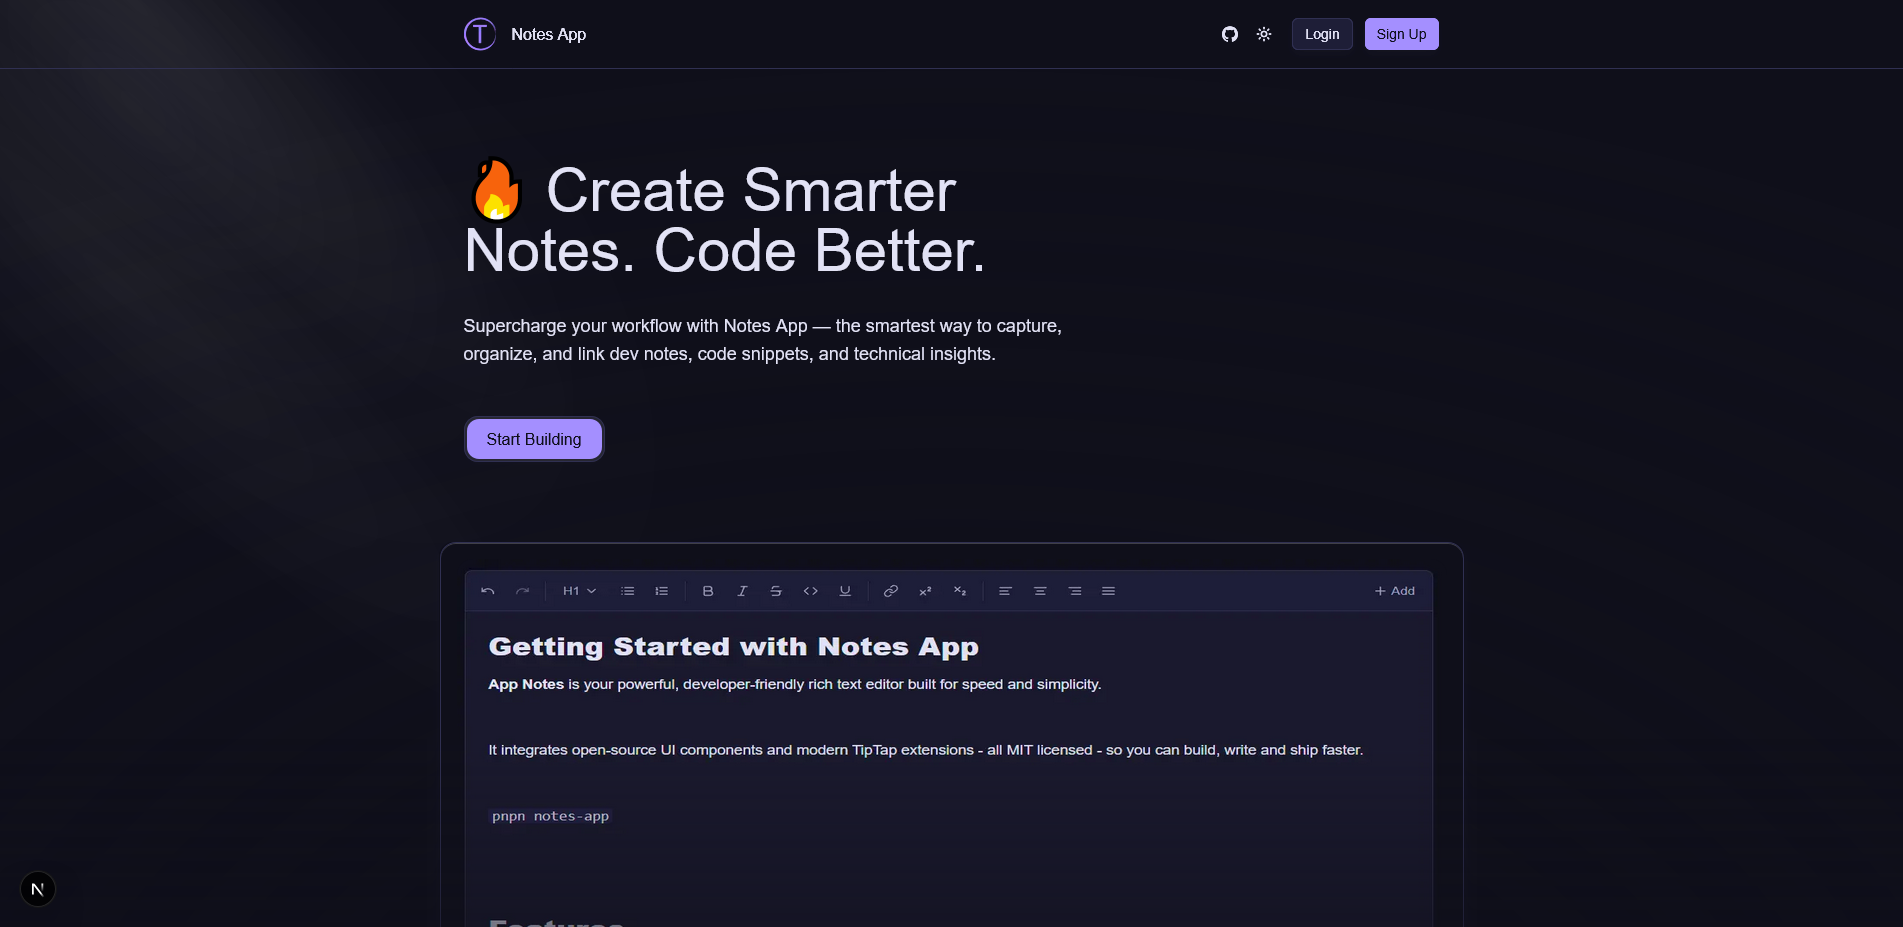 T Notes App
Login
Sign Up
🔥 Create Smarter
Notes. Code Better.
Supercharge your workflow with Notes App — the smartest way to capture,
organize, and link dev notes, code snippets, and technical insights.
Start Building
H1
+ Add
Getting Started with Notes App
App Notes is your powerful, developer-friendly rich text editor built for speed and simplicity.
It integrates open-source UI components and modern TipTap extensions - all MIT licensed - so you can build, write and ship faster.
pnpn notes-app
Features
N